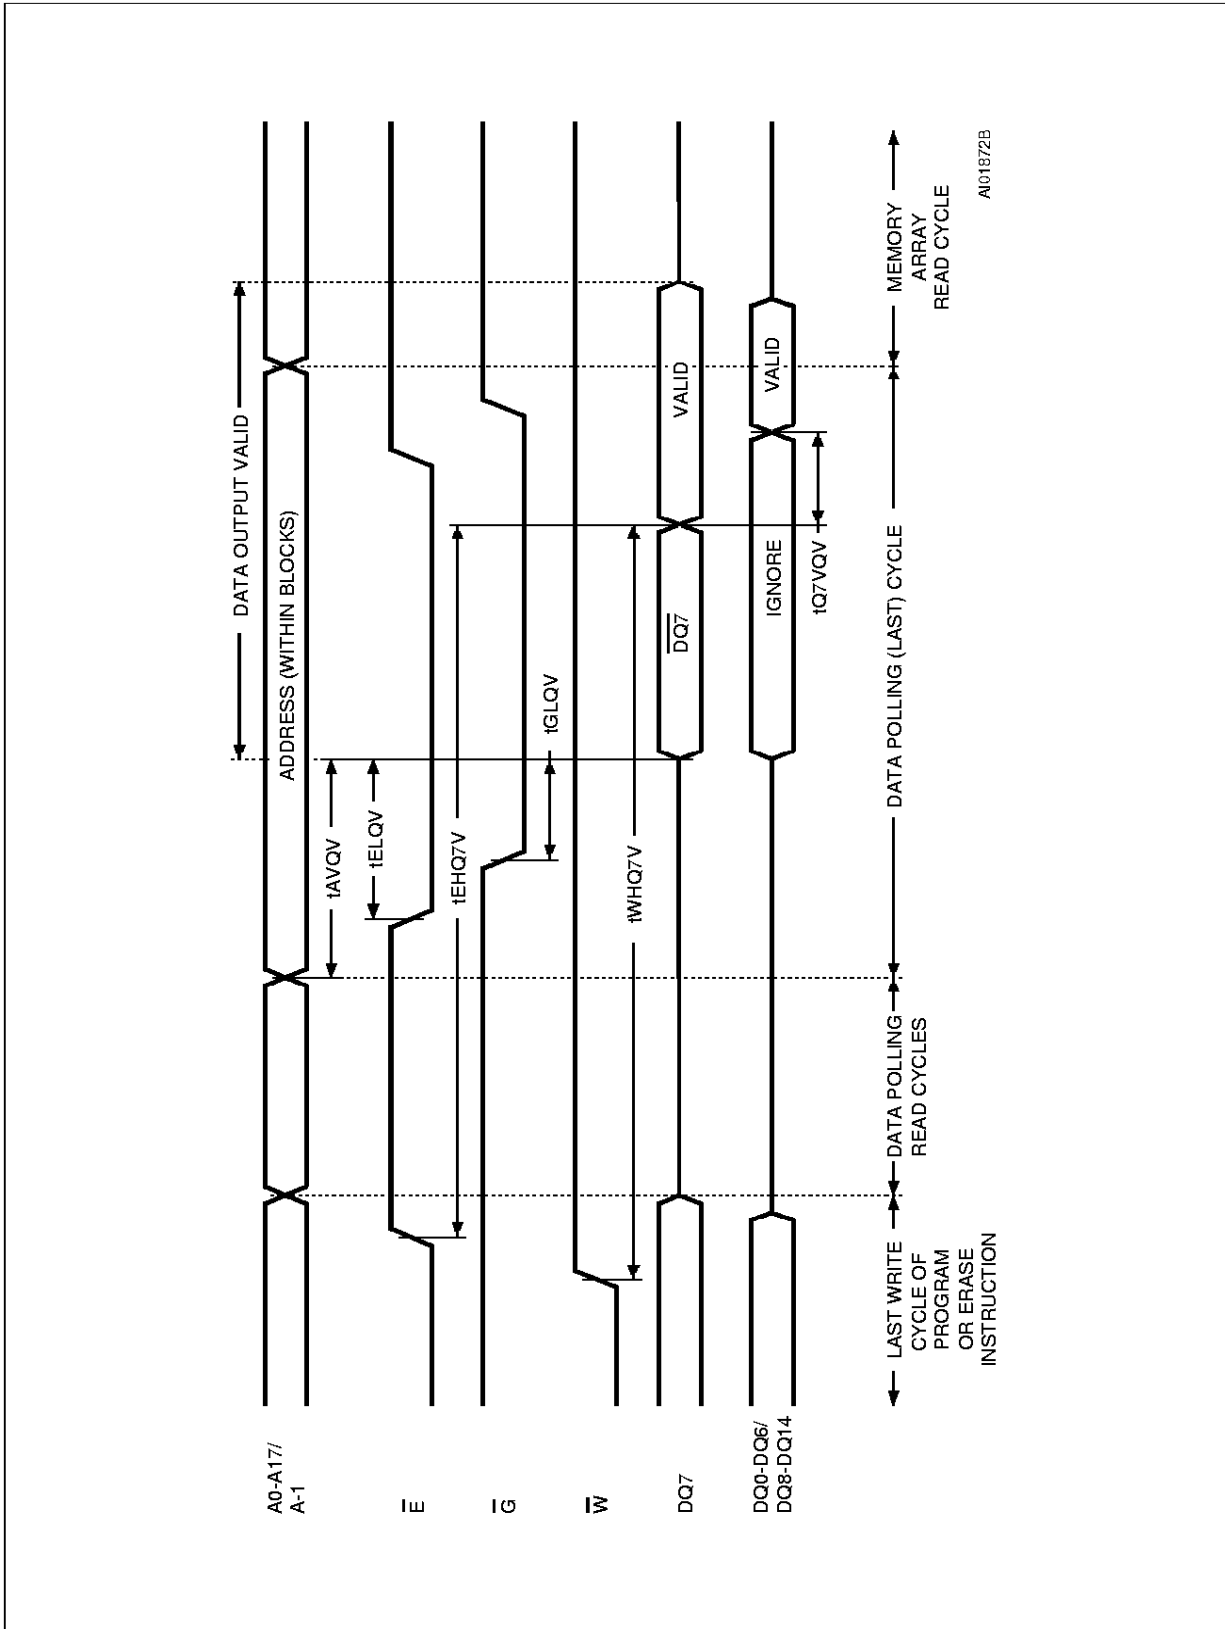 DATA OUTPUT VALID
A0-A17/
A-1
ADDRESS (WITHIN BLOCKS)
tAVQV
tELQV
E
tEHQ7V
G
tGLQV
W
tWHQ7V
DQ7
DQ7
VALID
DQ0-DQ6/
DQ8-DQ14
IGNORE
VALID
tQ7VQV
LAST WRITE
CYCLE OF
PROGRAM
OR ERASE
INSTRUCTION
DATA POLLING
READ CYCLES
DATA POLLING (LAST) CYCLE
MEMORY
ARRAY
READ CYCLE
AI01872B